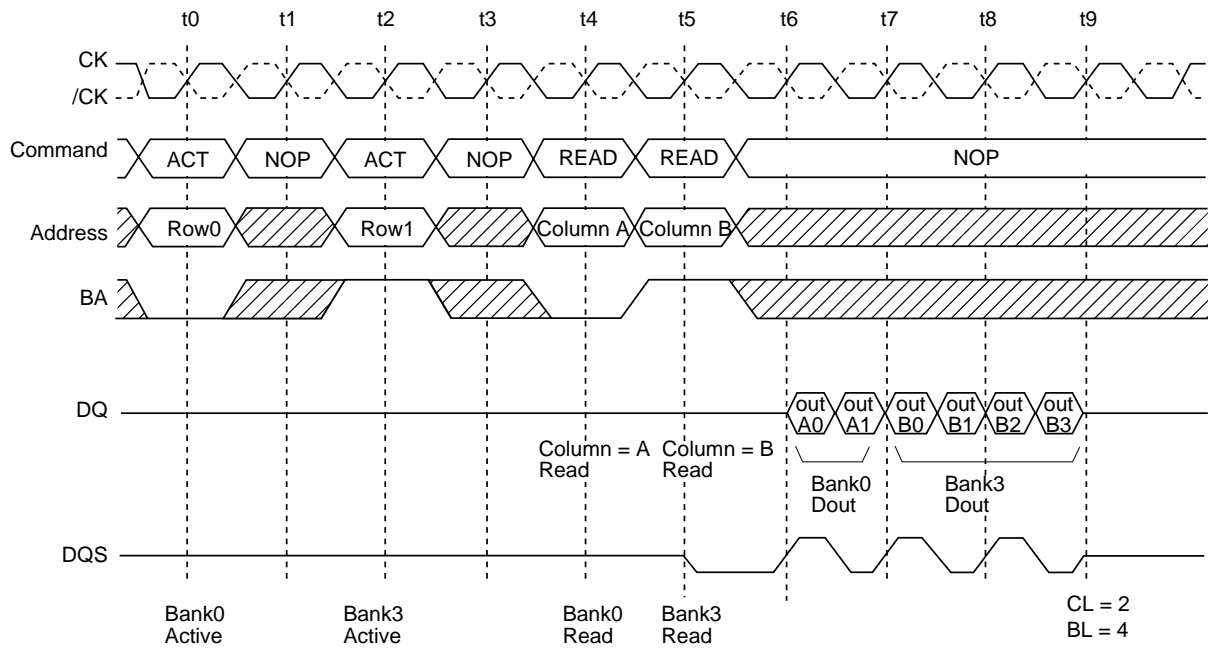 t0 t1 t2 t3 t4 t5 t6 t7 t8 t9
CK
/CK
Command ACT NOP ACT NOP READ READ NOP
Address Row0 Row1 Column A Column B
BA
DQ out A0 out A1 out B0 out B1 out B2 out B3
Column = A Read
Column = B Read
Bank0 Dout
Bank3 Dout
DQS
Bank0 Active
Bank3 Active
Bank0 Read
Bank3 Read
CL = 2
BL = 4